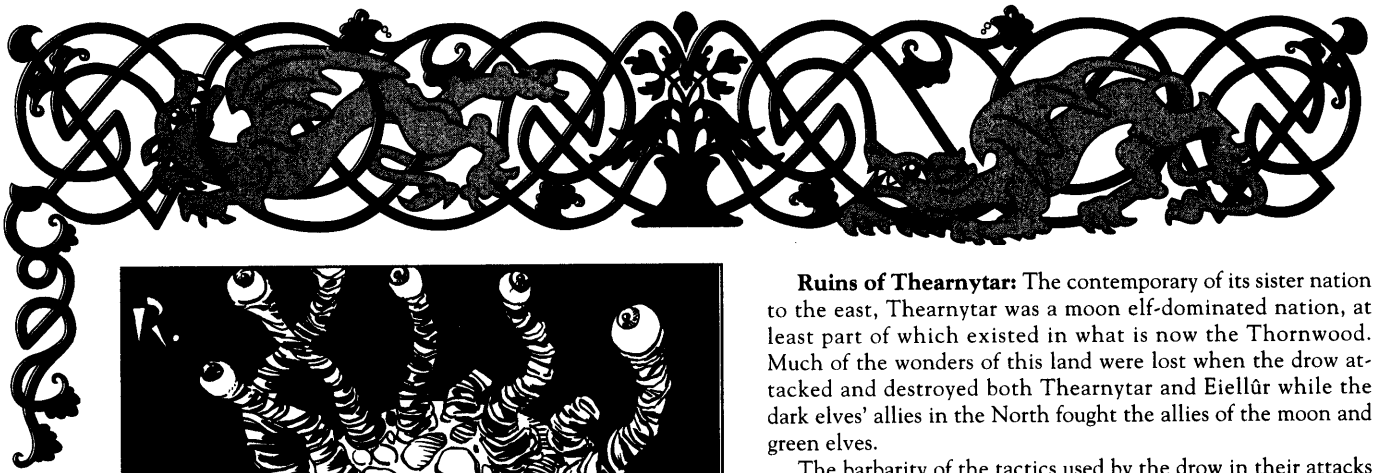 R.
Ruins of Thearnytar: The contemporary of its sister nation
to the east, Thearnytar was a moon elf-dominated nation, at
least part of which existed in what is now the Thornwood.
Much of the wonders of this land were lost when the drow at-
tacked and destroyed both Thearnytar and Eiellûr while the
dark elves' allies in the North fought the allies of the moon and
green elves.
The barbarity of the tactics used by the drow in their attacks